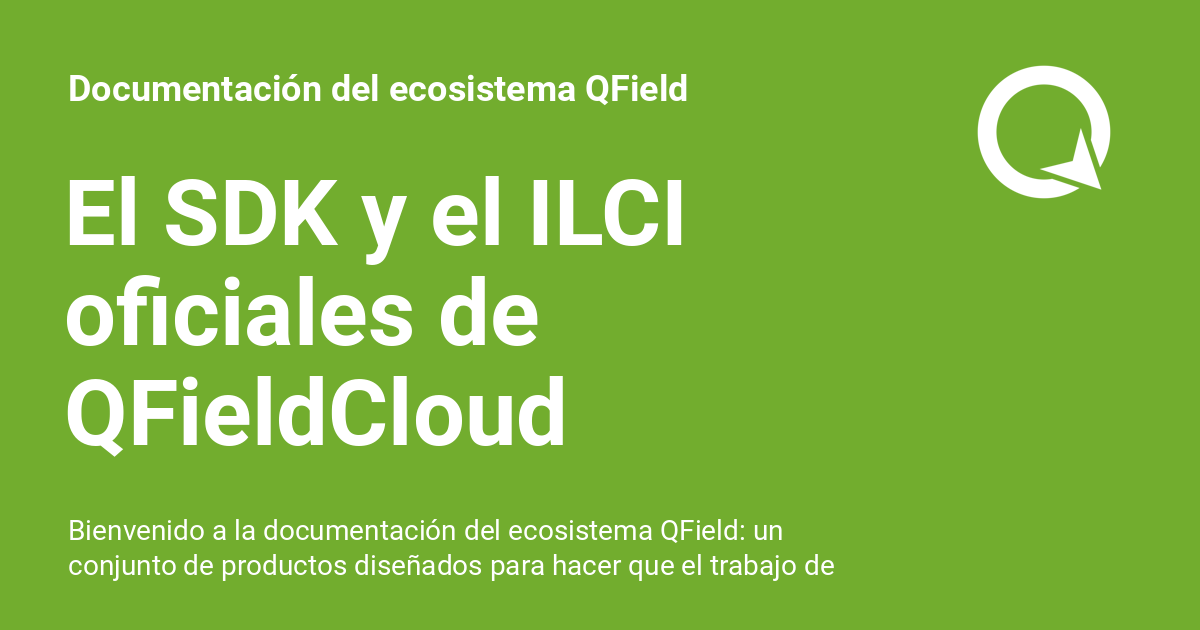 Documentación del ecosistema QField
El SDK y el ILCI
oficiales de
QFieldCloud
Bienvenido a la documentación del ecosistema QField: un
conjunto de productos diseñados para hacer que el trabajo de